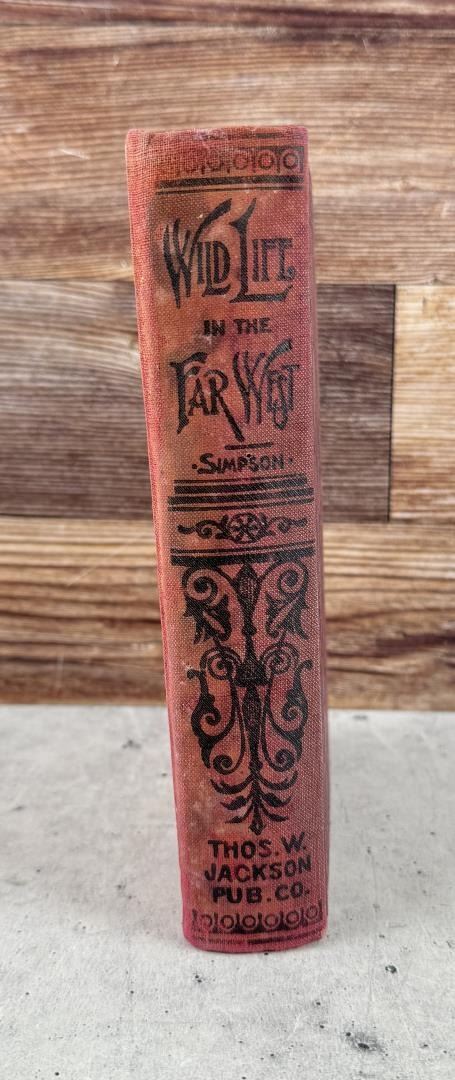 WILD LIFE
IN THE
FAR WEST
·SIMPSON·
THOS. W.
JACKSON
PUB. CO.